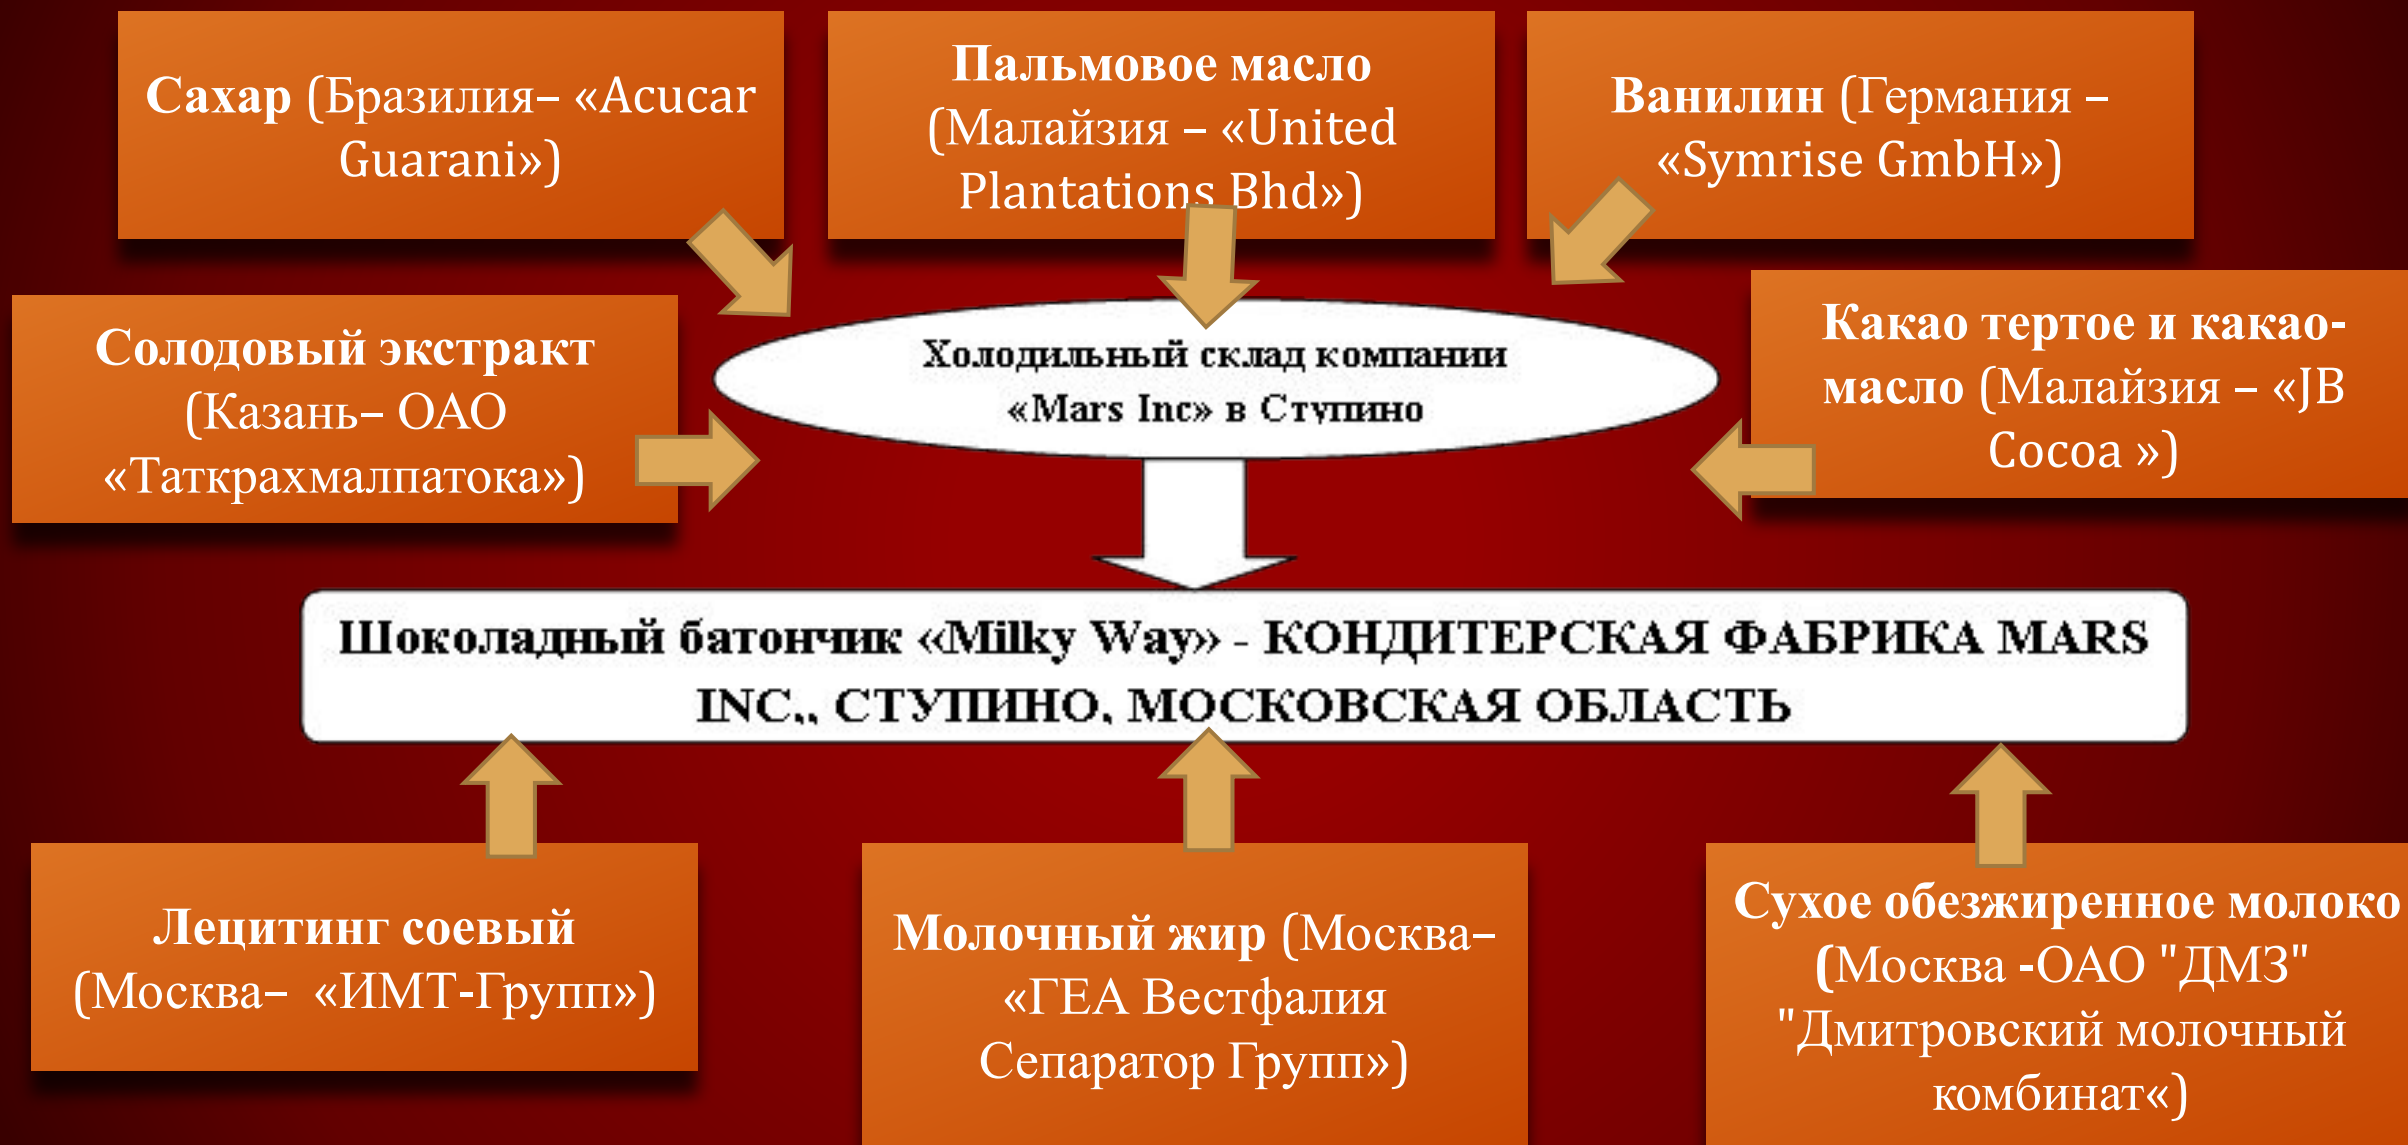 Сахар (Бразилия– «Acucar
Guarani»)
Пальмовое масло
(Малайзия – «United
Plantations Bhd»)
Ванилин (Германия –
«Symrise GmbH»)
Солодовый экстракт
(Казань– ОАО
«Таткрахмалпатока»)
Холодильный склад компании
«Mars Inc» в Ступино
Какао тертое и какао-
масло (Малайзия – «JB
Cocoa »)
Шоколадный батончик «Milky Way» - КОНДИТЕРСКАЯ ФАБРИКА MARS
INC., СТУПИНО, МОСКОВСКАЯ ОБЛАСТЬ
Лецитинг соевый
(Москва– «ИМТ-Групп»)
Молочный жир (Москва–
«ГЕА Вестфалия
Сепаратор Групп»)
Сухое обезжиренное молоко
(Москва -ОАО "ДМЗ"
"Дмитровский молочный
комбинат«)